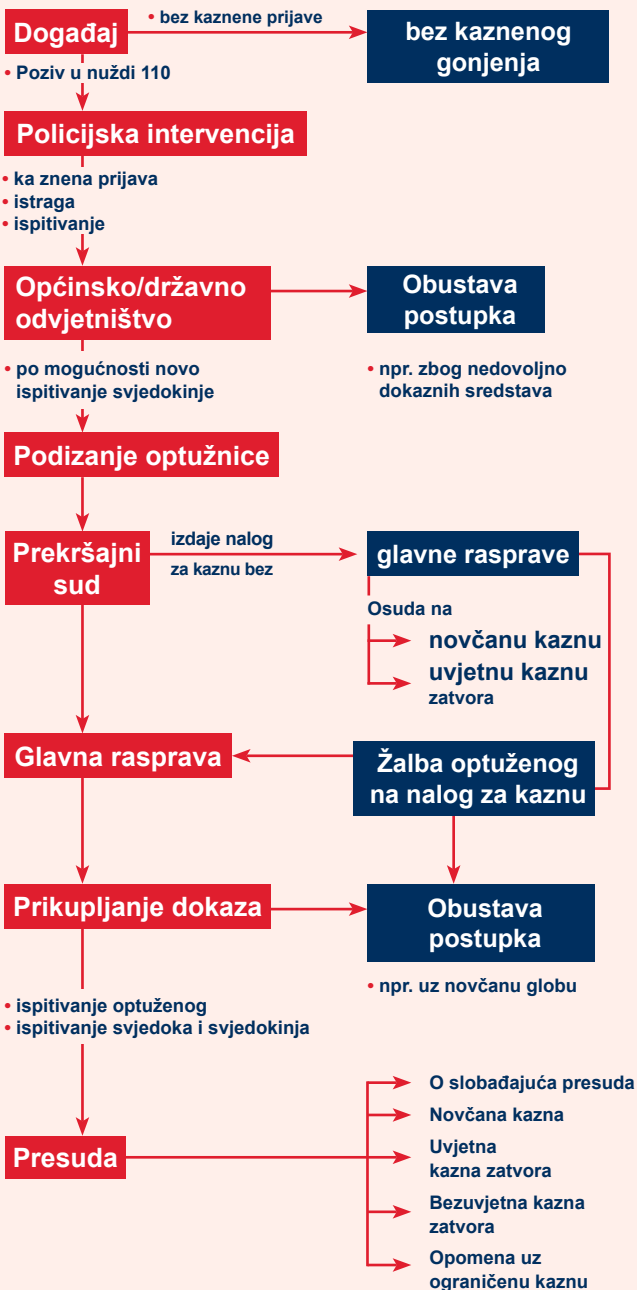 Događaj
• bez kaznene prijave
bez kaznenog
gonjenja
• Poziv u nuždi 110
Policijska intervencija
• ka znena prijava
• istraga
• ispitivanje
Općinsko/državno
odvjetništvo
Obustava
postupka
• po mogućnosti novo
ispitivanje svjedokinje
• npr. zbog nedovoljno
dokaznih sredstava
Podizanje optužnice
Prekršajni
sud
izdaje nalog
za kaznu bez
glavne rasprave
Osuda na
novčanu kaznu
uvjetnu kaznu
zatvora
Glavna rasprava
Žalba optuženog
na nalog za kaznu
Prikupljanje dokaza
Obustava
postupka
• npr. uz novčanu globu
• ispitivanje optuženog
• ispitivanje svjedoka i svjedokinja
Presuda
O slobađajuća presuda
Novčana kazna
Uvjetna
kazna zatvora
Bezuvjetna kazna
zatvora
Opomena uz
ograničenu kaznu